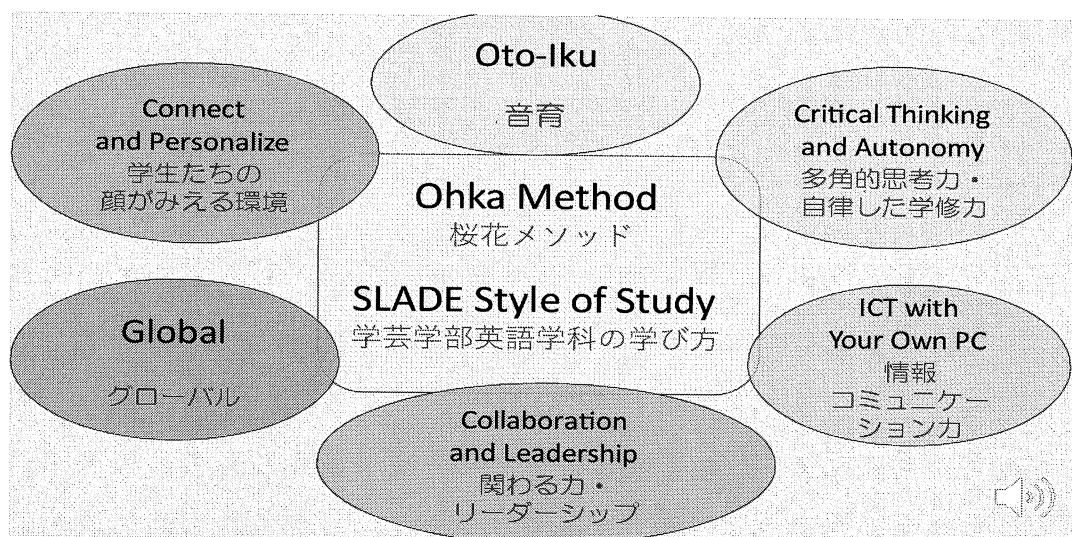 Oto-Iku
音育
Connect
and Personalize
学生たちの
顔がみえる環境
Critical Thinking
and Autonomy
多角的思考力・
自律した学修力
Ohka Method
桜花メソッド
SLADE Style of Study
学芸学部英語学科の学び方
Global
グローバル
ICT with
Your Own PC
情報
コミュニケー
ション力
Collaboration
and Leadership
関わる力・
リーダーシップ